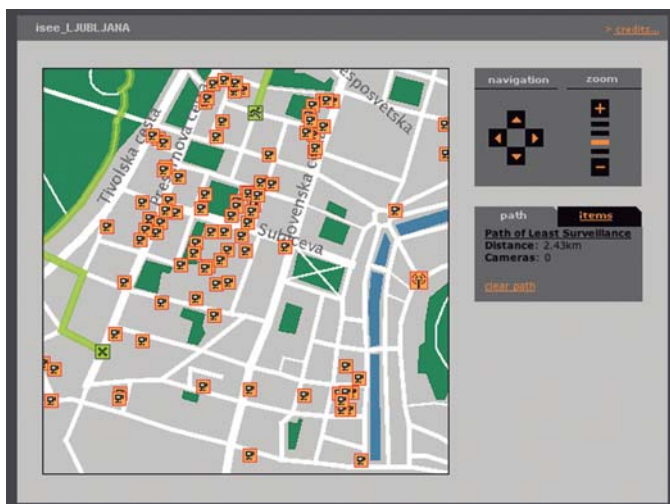 isee_LJUBLJANA
> credits...
navigation
zoom
+
−
Tivolska cesta
Subiceva
path
items
Path of Least Surveillance
Distance: 2.43km
Cameras: 0
clear path